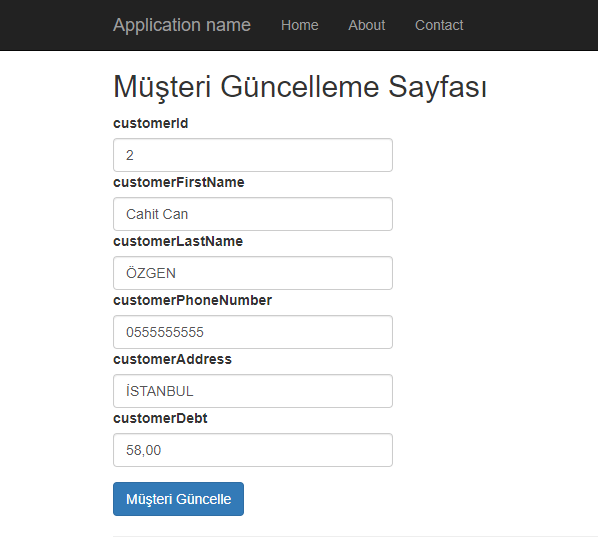 Application name Home About Contact
Müşteri Güncelleme Sayfası
customerId
2
customerFirstName
Cahit Can
customerLastName
ÖZGEN
customerPhoneNumber
0555555555
customerAddress
İSTANBUL
customerDebt
58,00
Müşteri Güncelle